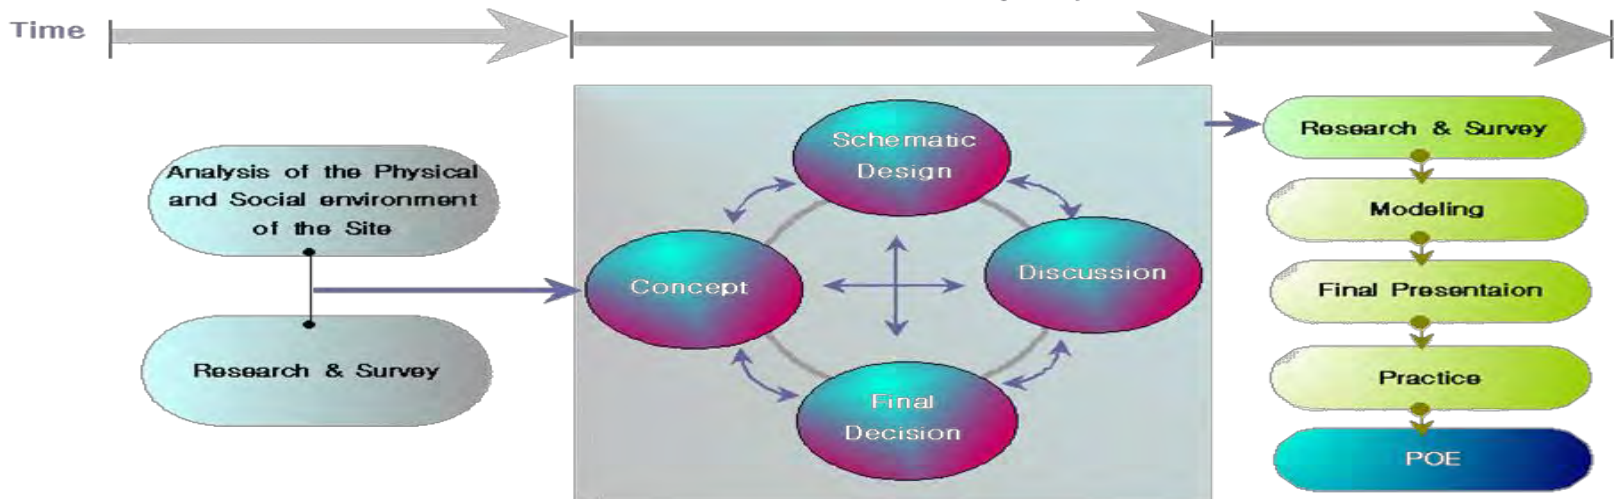 Time
Analysis of the Physical
and Social environment
of the Site
Research & Survey
Schematic
Design
Concept
Discussion
Final
Decision
Research & Survey
Modeling
Final Presentaion
Practice
POE